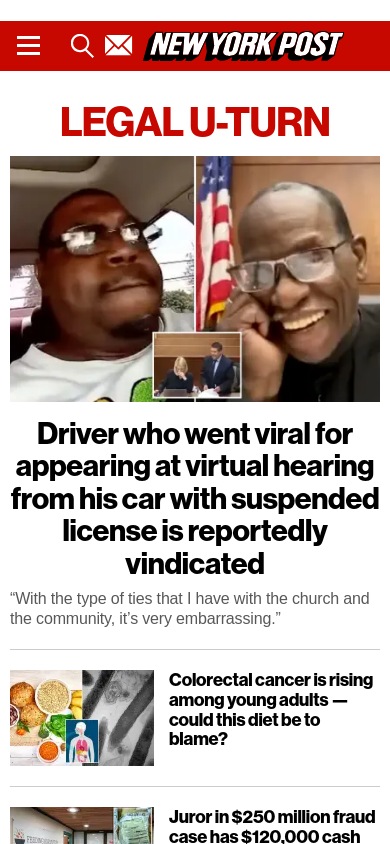 NEW YORK POST
LEGAL U-TURN
Driver who went viral for
appearing at virtual hearing
from his car with suspended
license is reportedly
vindicated
“With the type of ties that I have with the church and
the community, it’s very embarrassing.”
Colorectal cancer is rising
among young adults —
could this diet be to
blame?
Juror in $250 million fraud
case has $120,000 cash